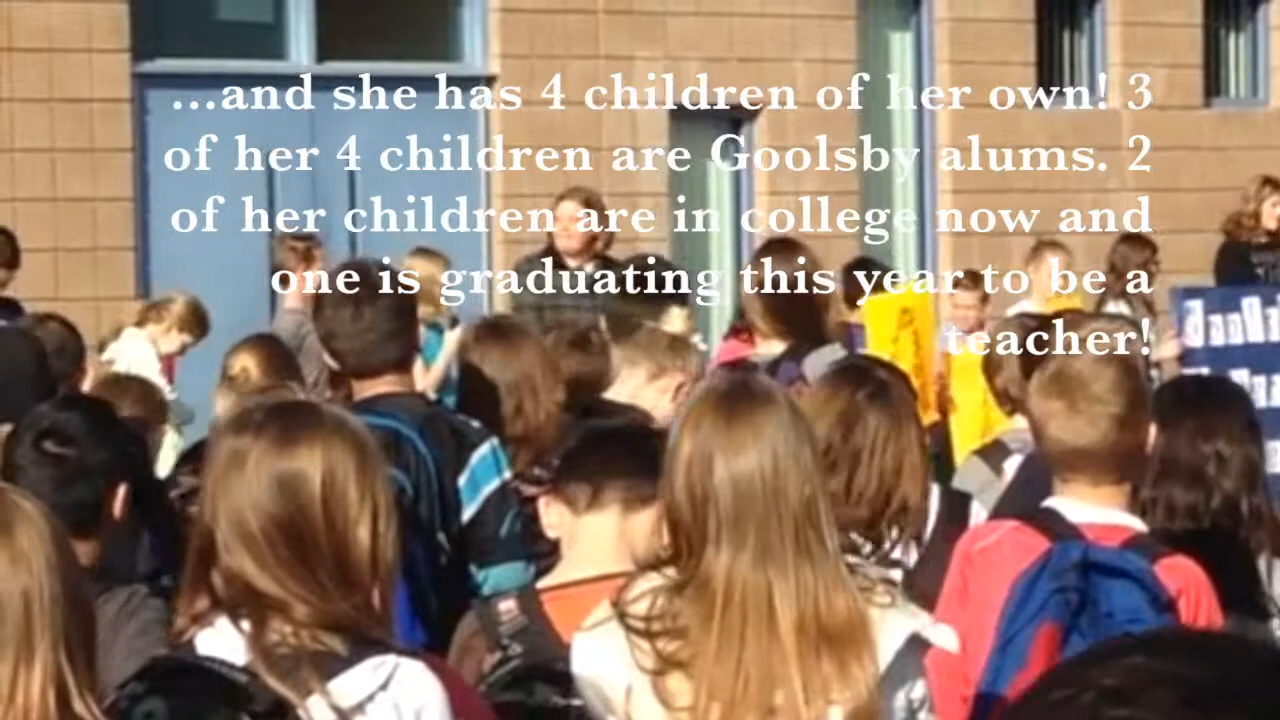 ...and she has 4 children of her own! 3
of her 4 children are Goolsby alums. 2
of her children are in college now and
one is graduating this year to be a
teacher!